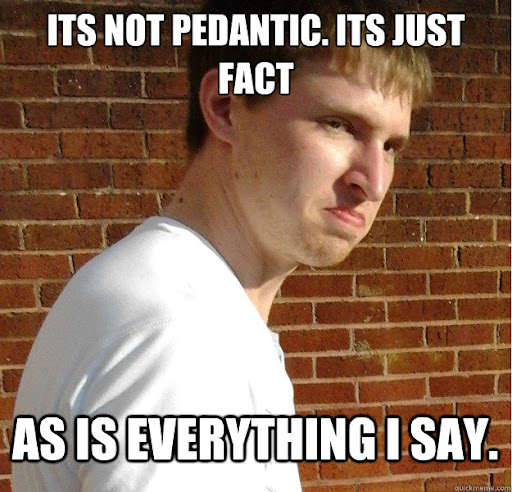 ITS NOT PEDANTIC. ITS JUST
FACT
AS IS EVERYTHING I SAY.
quickmeme.com